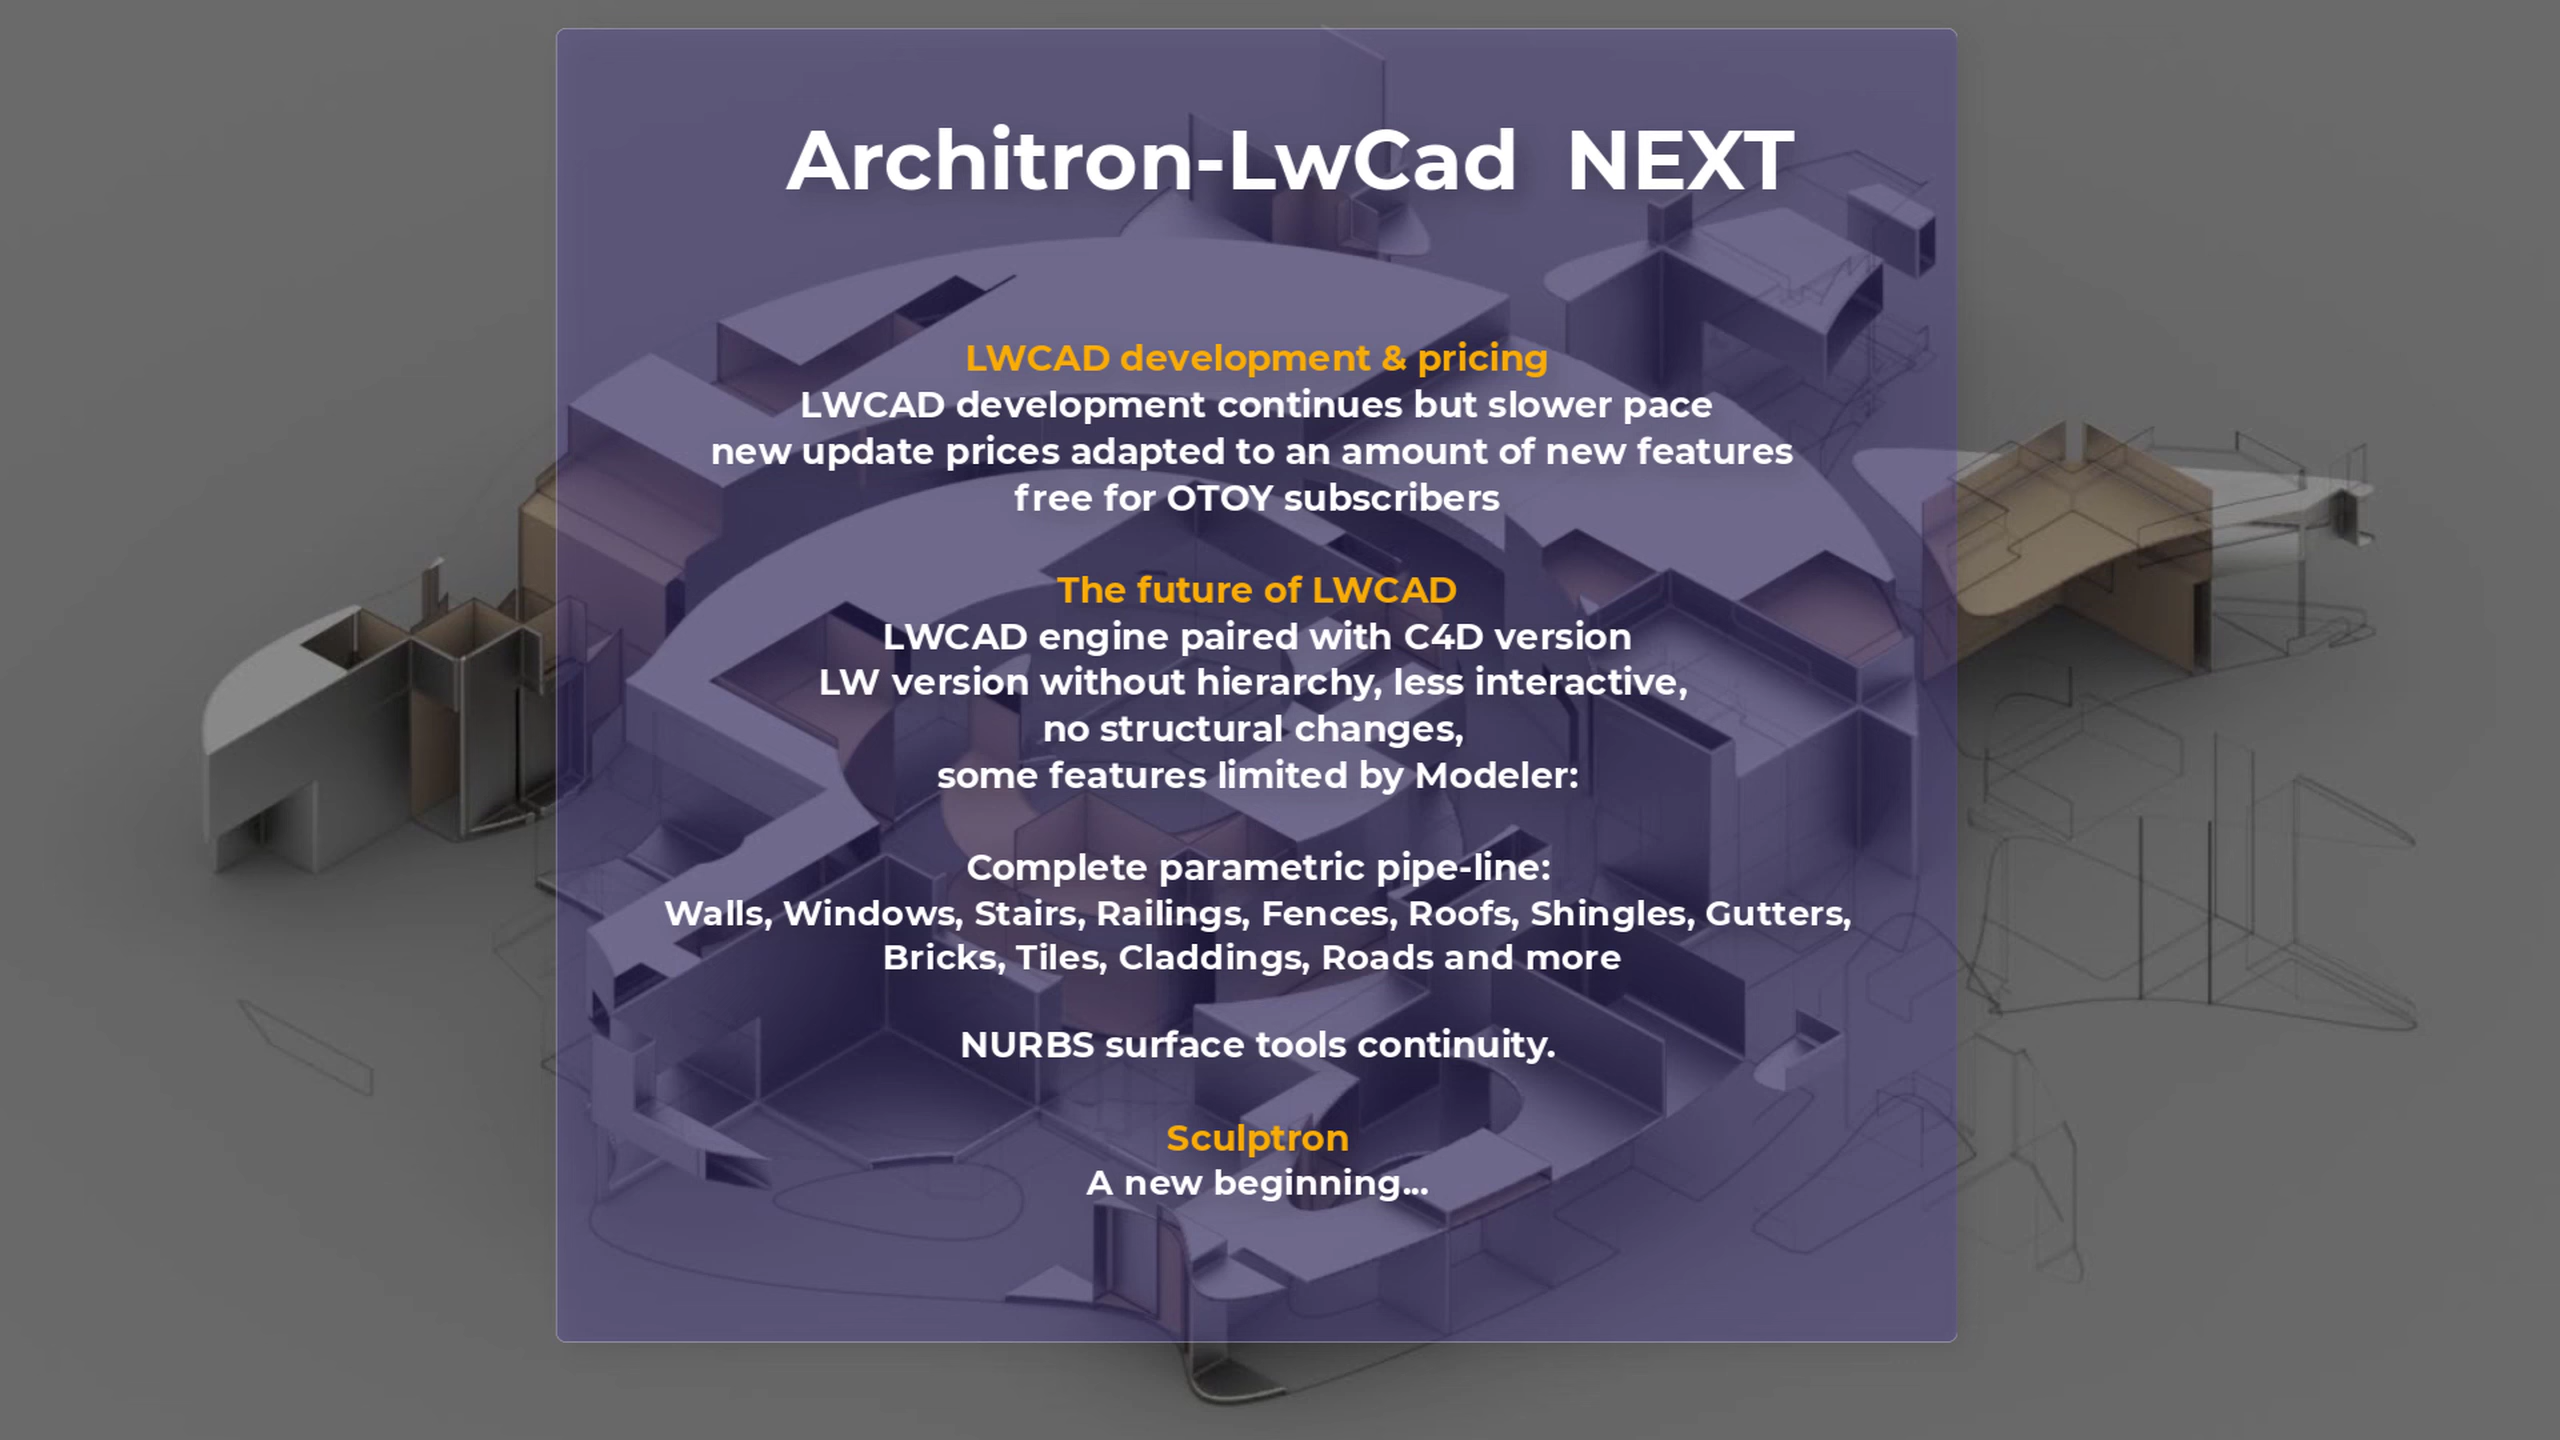 Architron-LwCad NEXT
LWCAD development & pricing
LWCAD development continues but slower pace
new update prices adapted to an amount of new features
free for OTOY subscribers
The future of LWCAD
LWCAD engine paired with C4D version
LW version without hierarchy, less interactive,
no structural changes,
some features limited by Modeler:
Complete parametric pipe-line:
Walls, Windows, Stairs, Railings, Fences, Roofs, Shingles, Gutters,
Bricks, Tiles, Claddings, Roads and more
NURBS surface tools continuity.
Sculptron
A new beginning...